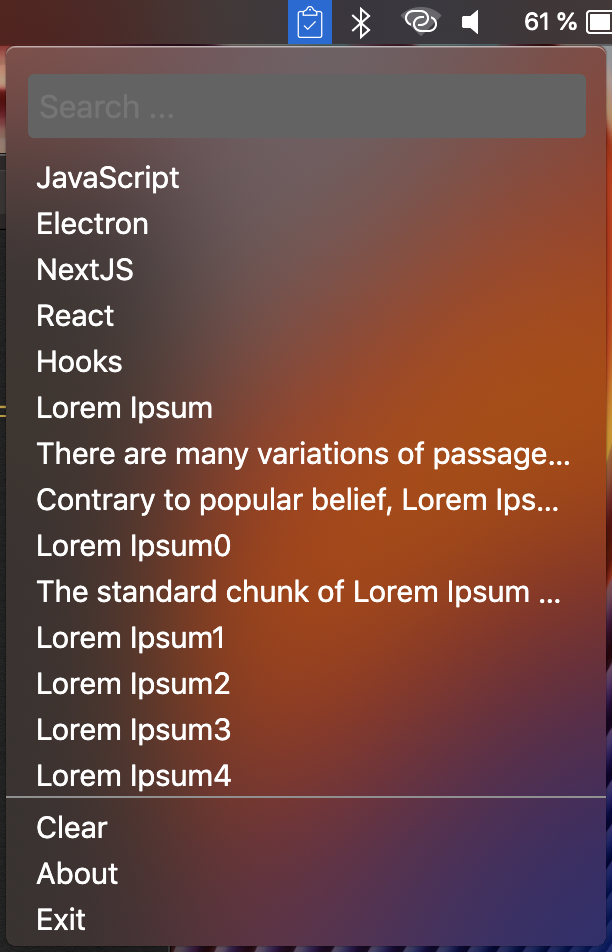 61 %
Search ...
JavaScript
Electron
NextJS
React
Hooks
Lorem Ipsum
There are many variations of passage...
Contrary to popular belief, Lorem Ips...
Lorem Ipsum0
The standard chunk of Lorem Ipsum ...
Lorem Ipsum1
Lorem Ipsum2
Lorem Ipsum3
Lorem Ipsum4
Clear
About
Exit